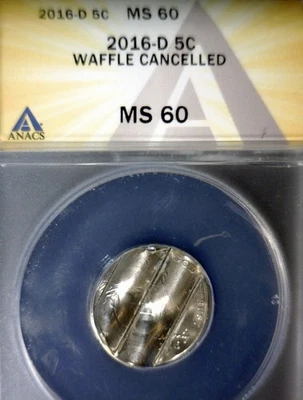 2016-D 5C MS 60
2016-D 5C
WAFFLE CANCELLED
ANACS
MS 60